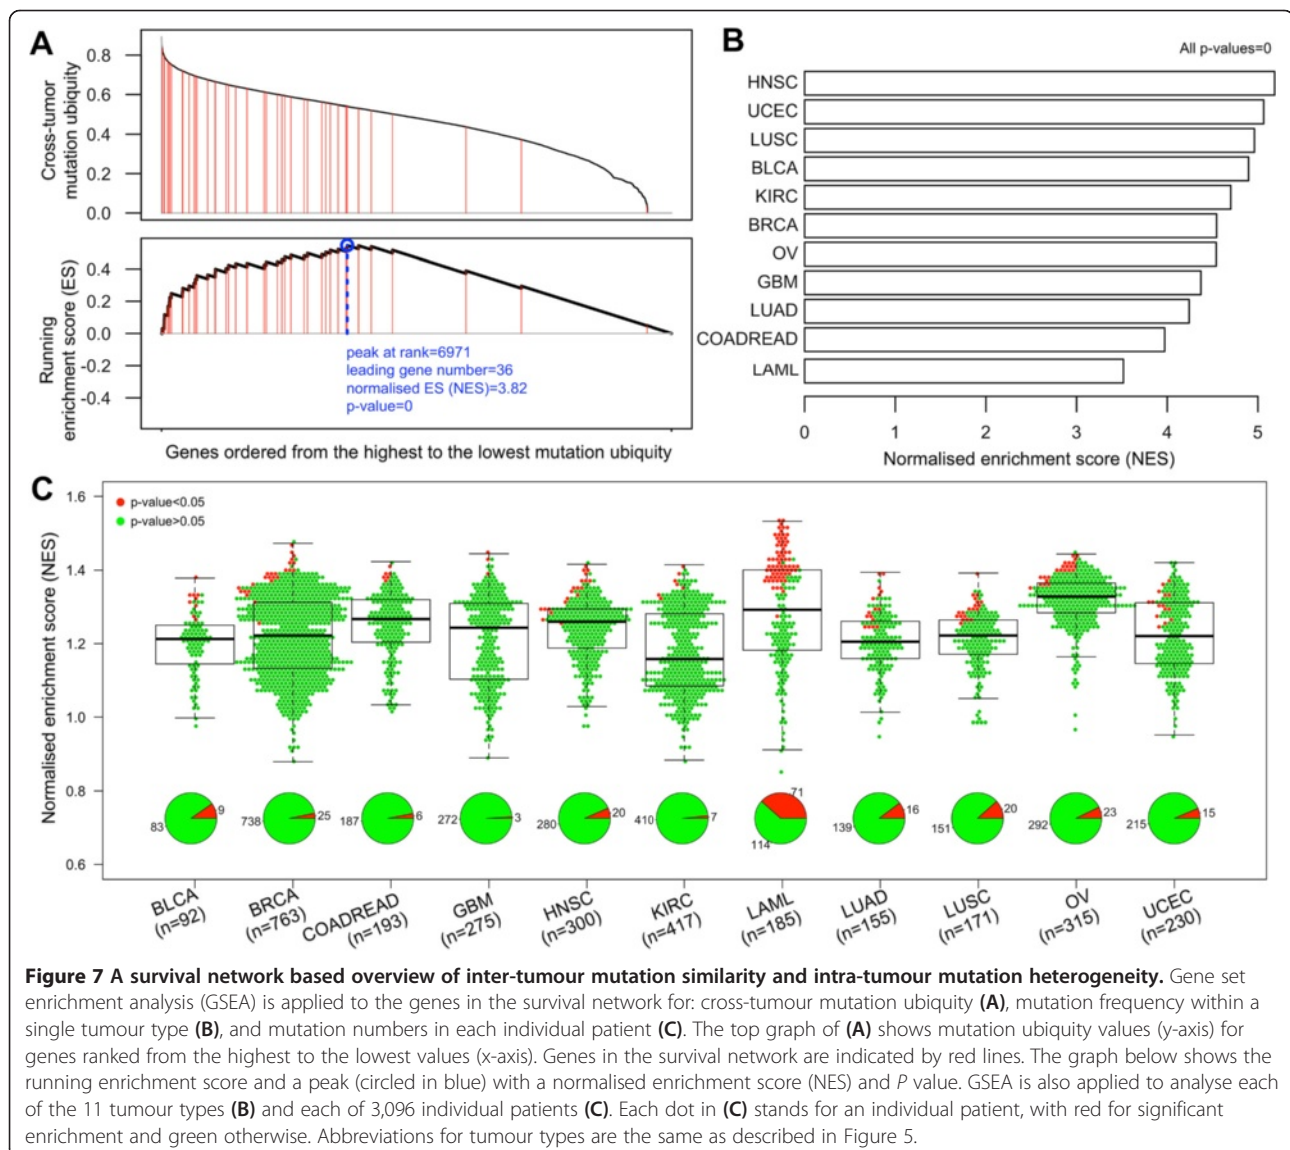 A
Cross-tumor
mutation ubiquity
0.8
0.6
0.4
0.2
0.0
Running
enrichment score (ES)
0.4
0.2
0.0
-0.2
-0.4
peak at rank=6971
leading gene number=36
normalised ES (NES)=3.82
p-value=0
Genes ordered from the highest to the lowest mutation ubiquity
B
All p-values=0
HNSC
UCEC
LUSC
BLCA
KIRC
BRCA
OV
GBM
LUAD
COADREAD
LAML
0 1 2 3 4 5
Normalised enrichment score (NES)
C
p-value<0.05
p-value>0.05
Normalised enrichment score (NES)
1.6
1.4
1.2
1.0
0.8
0.6
83 9
738 25
187 6
272 3
280 20
410 7
114 71
139 16
151 20
292 23
215 15
BLCA
(n=92)
BRCA
(n=763)
COADREAD
(n=193)
GBM
(n=275)
HNSC
(n=300)
KIRC
(n=417)
LAML
(n=185)
LUAD
(n=155)
LUSC
(n=171)
OV
(n=315)
UCEC
(n=230)
Figure 7 A survival network based overview of inter-tumour mutation similarity and intra-tumour mutation heterogeneity. Gene set
enrichment analysis (GSEA) is applied to the genes in the survival network for: cross-tumour mutation ubiquity (A), mutation frequency within a
single tumour type (B), and mutation numbers in each individual patient (C). The top graph of (A) shows mutation ubiquity values (y-axis) for
genes ranked from the highest to the lowest values (x-axis). Genes in the survival network are indicated by red lines. The graph below shows the
running enrichment score and a peak (circled in blue) with a normalised enrichment score (NES) and P value. GSEA is also applied to analyse each
of the 11 tumour types (B) and each of 3,096 individual patients (C). Each dot in (C) stands for an individual patient, with red for significant
enrichment and green otherwise. Abbreviations for tumour types are the same as described in Figure 5.